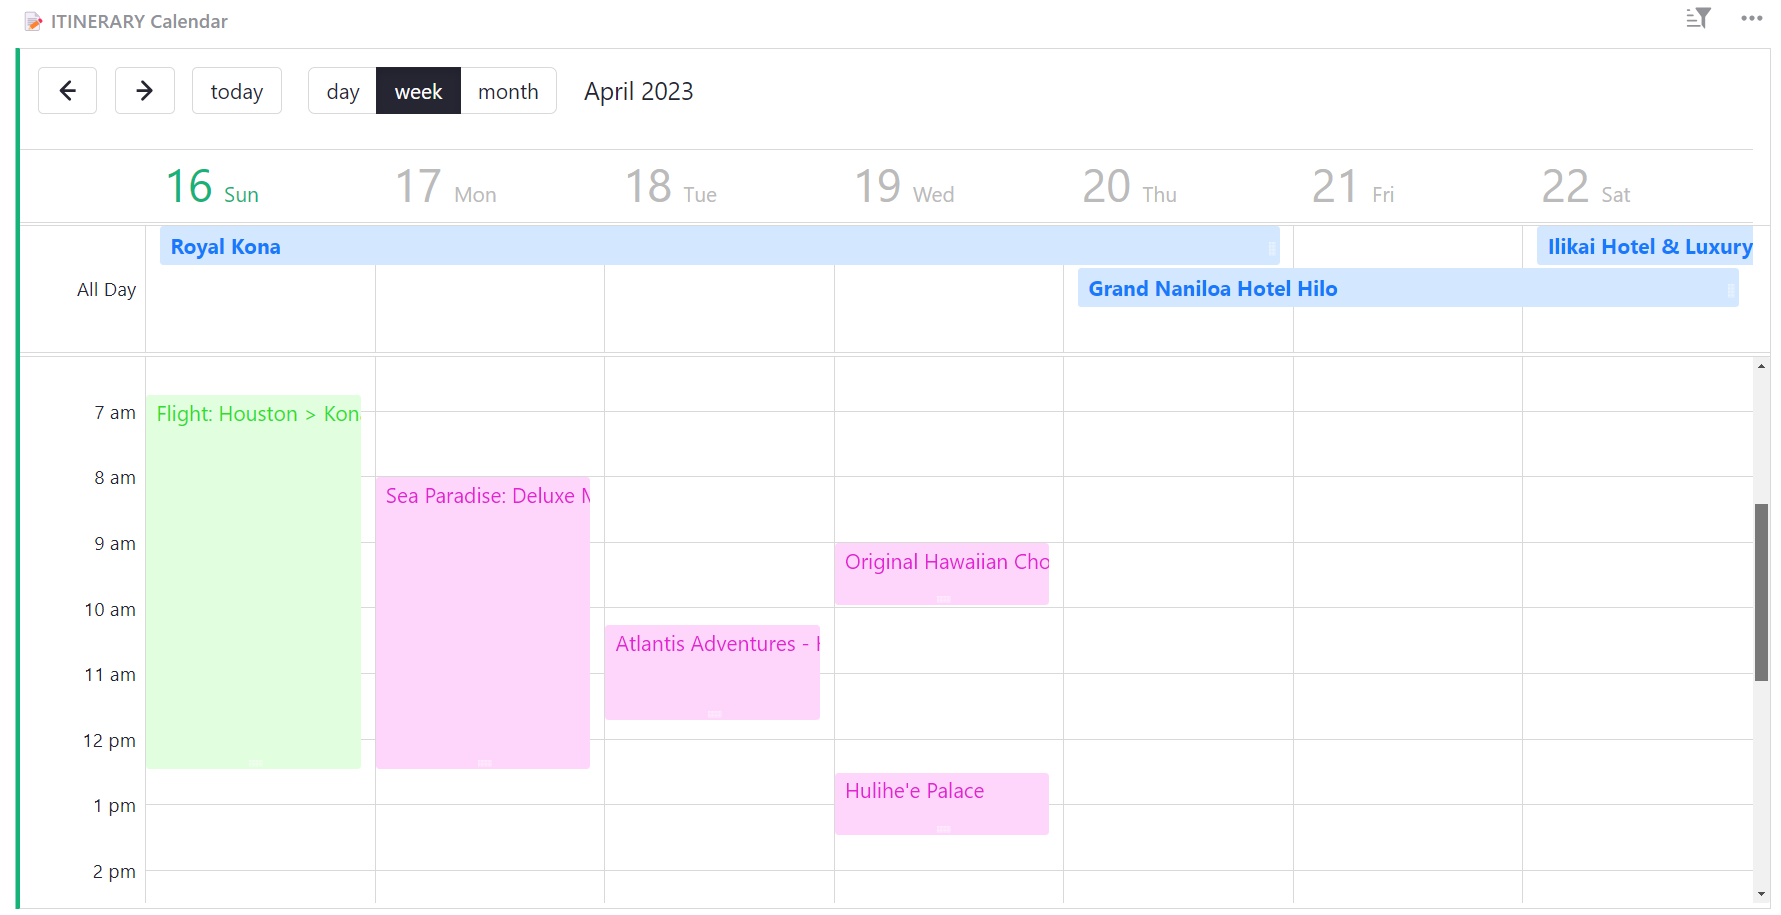 ITINERARY Calendar
today day week month April 2023
16 Sun 17 Mon 18 Tue 19 Wed 20 Thu 21 Fri 22 Sat
Royal Kona
Ilikai Hotel & Luxury
All Day
Grand Naniloa Hotel Hilo
7 am
Flight: Houston > Kon
8 am
Sea Paradise: Deluxe
9 am
Original Hawaiian Cho
10 am
Atlantis Adventures -
11 am
12 pm
Hulihe'e Palace
1 pm
2 pm